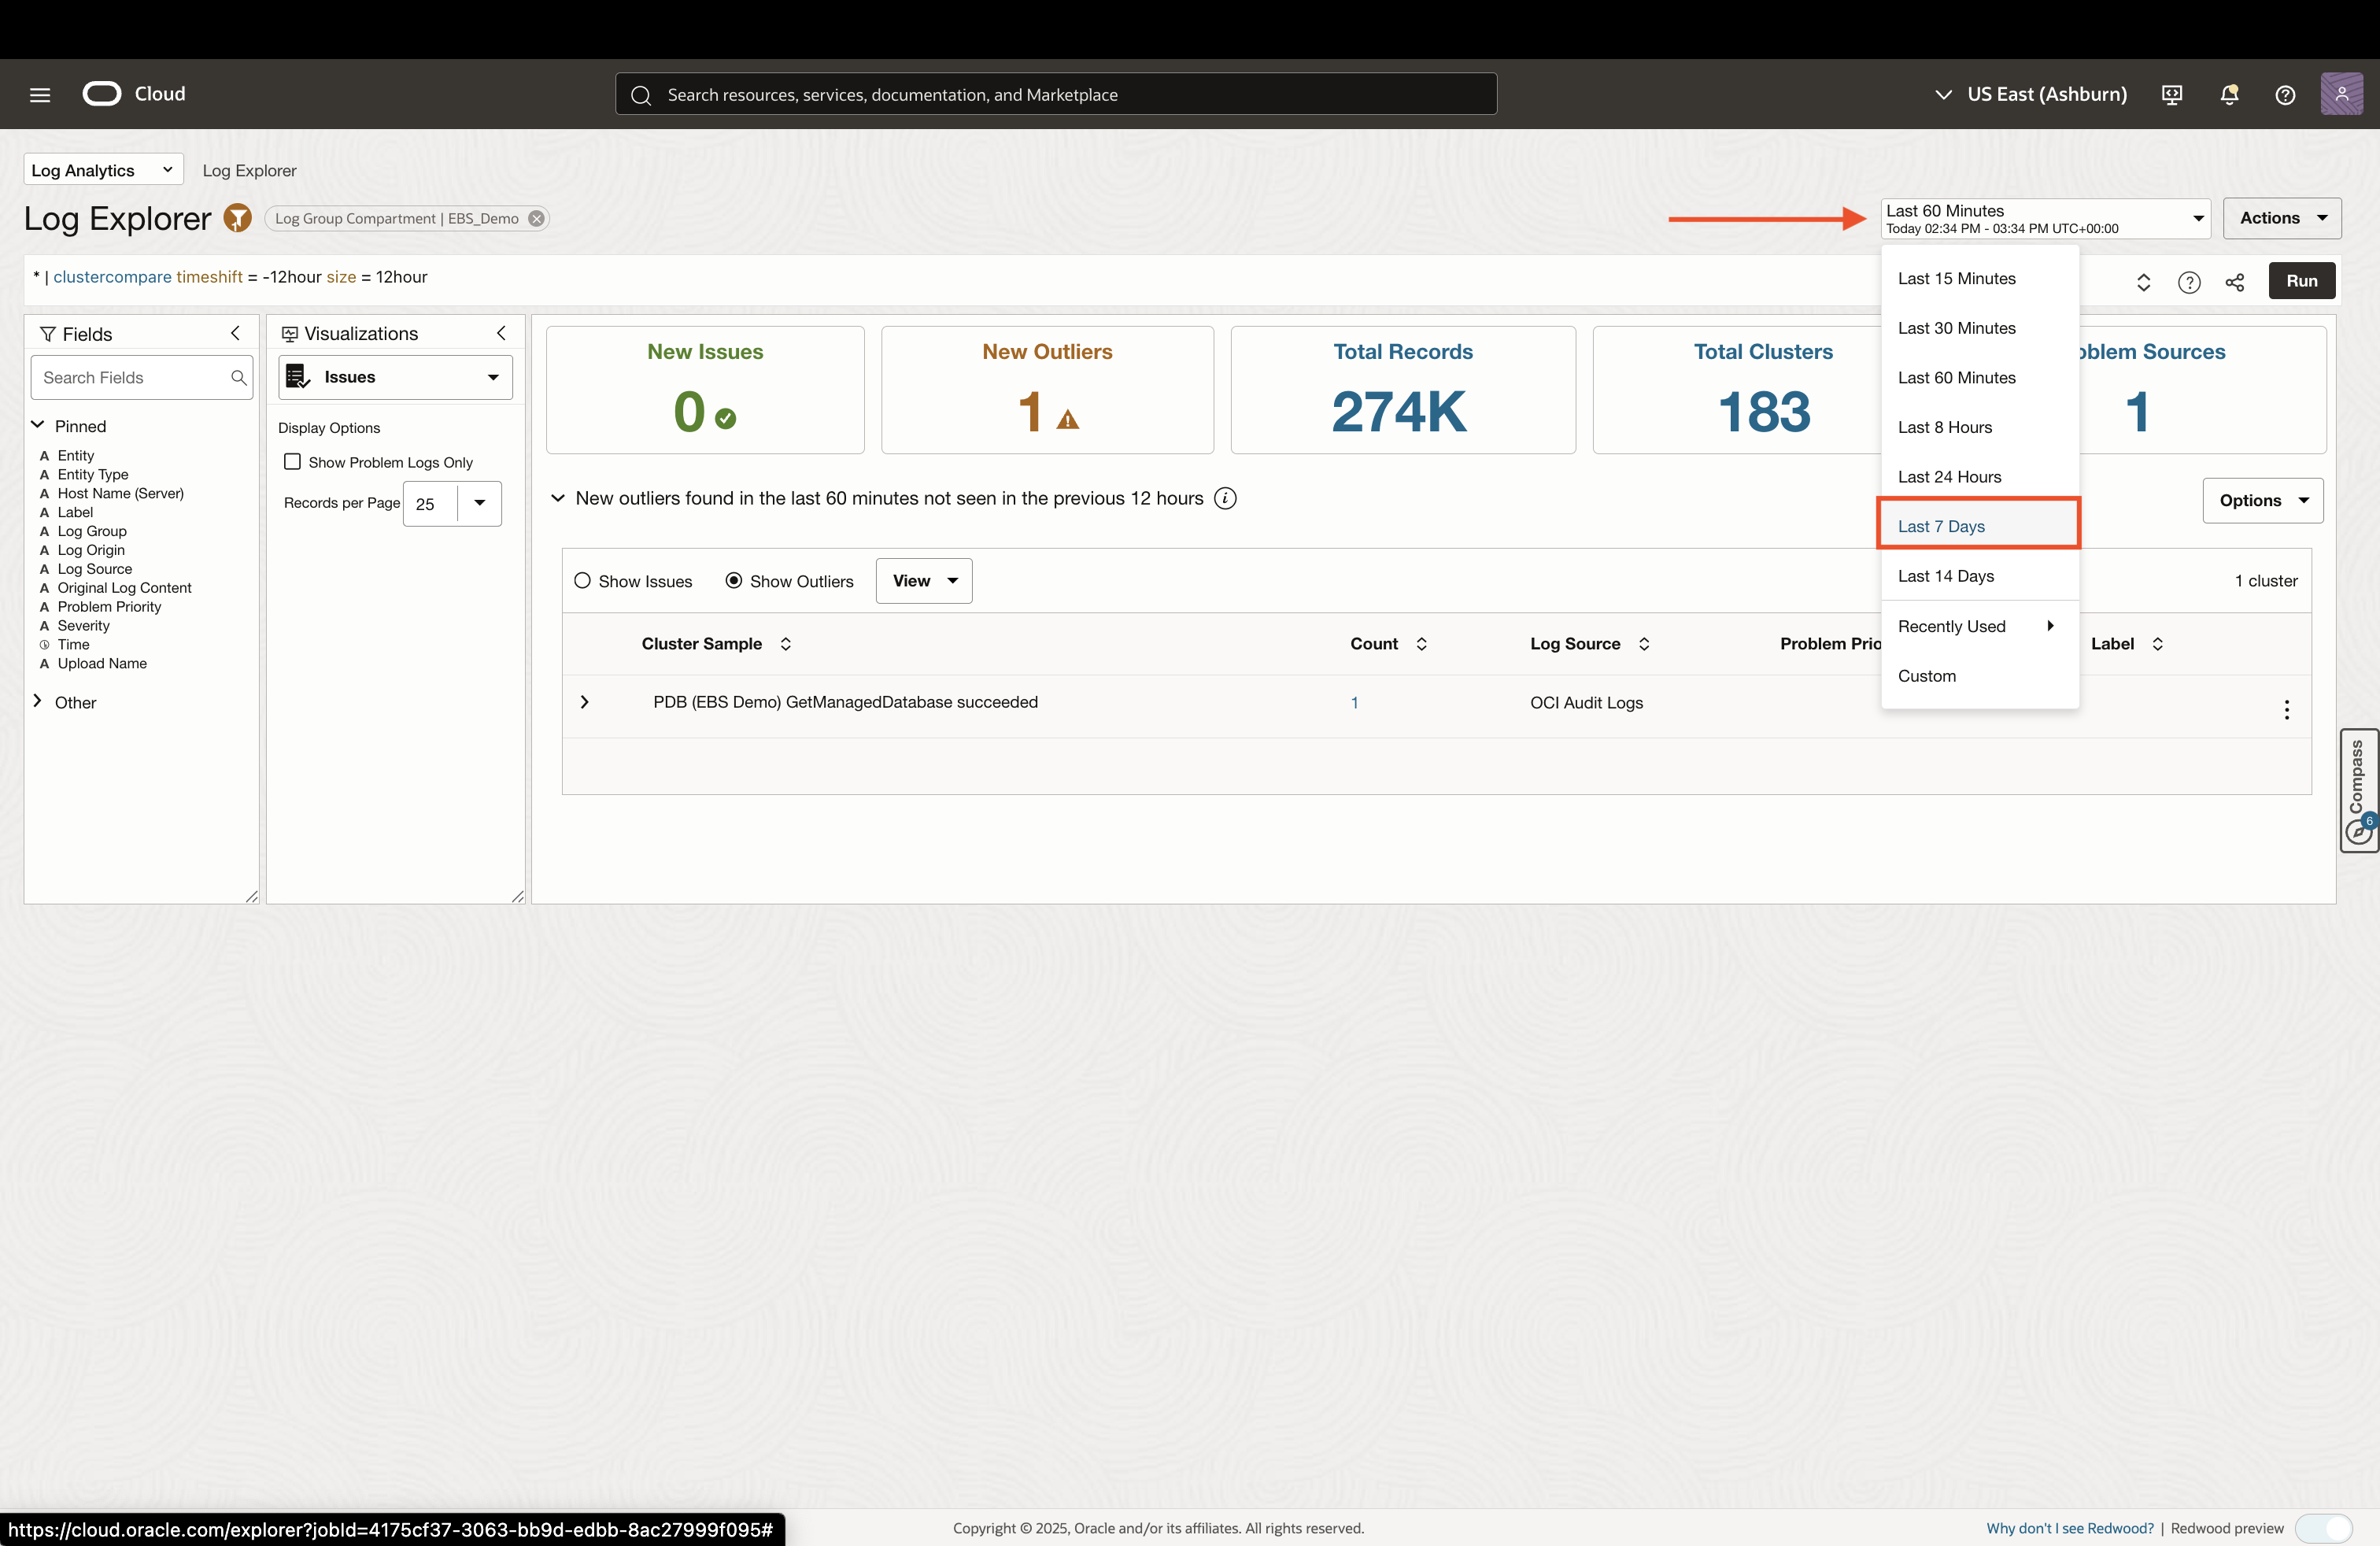 Cloud
Search resources, services, documentation, and Marketplace
US East (Ashburn)
Log Analytics
Log Explorer
Log Explorer
Log Group Compartment | EBS_Demo
Last 60 Minutes
Today 02:34 PM - 03:34 PM UTC+00:00
Actions
* | clustercompare timeshift = -12hour size = 12hour
Run
Last 15 Minutes
Last 30 Minutes
Last 60 Minutes
Last 8 Hours
Last 24 Hours
Last 7 Days
Last 14 Days
Recently Used
Custom
Fields
Search Fields
Pinned
A Entity
A Entity Type
A Host Name (Server)
A Label
A Log Group
A Log Origin
A Log Source
A Original Log Content
A Problem Priority
A Severity
Time
A Upload Name
Other
Visualizations
Issues
Display Options
Show Problem Logs Only
Records per Page 25
New Issues
0
New Outliers
1
Total Records
274K
Total Clusters
183
oblem Sources
1
New outliers found in the last 60 minutes not seen in the previous 12 hours
Options
Show Issues
Show Outliers
View
1 cluster
Cluster Sample Count Log Source Problem Prio Label
PDB (EBS Demo) GetManagedDatabase succeeded 1 OCI Audit Logs
Compass
6
https://cloud.oracle.com/explorer?jobId=4175cf37-3063-bb9d-edbb-8ac27999f095#
Copyright © 2025, Oracle and/or its affiliates. All rights reserved.
Why don't I see Redwood? | Redwood preview